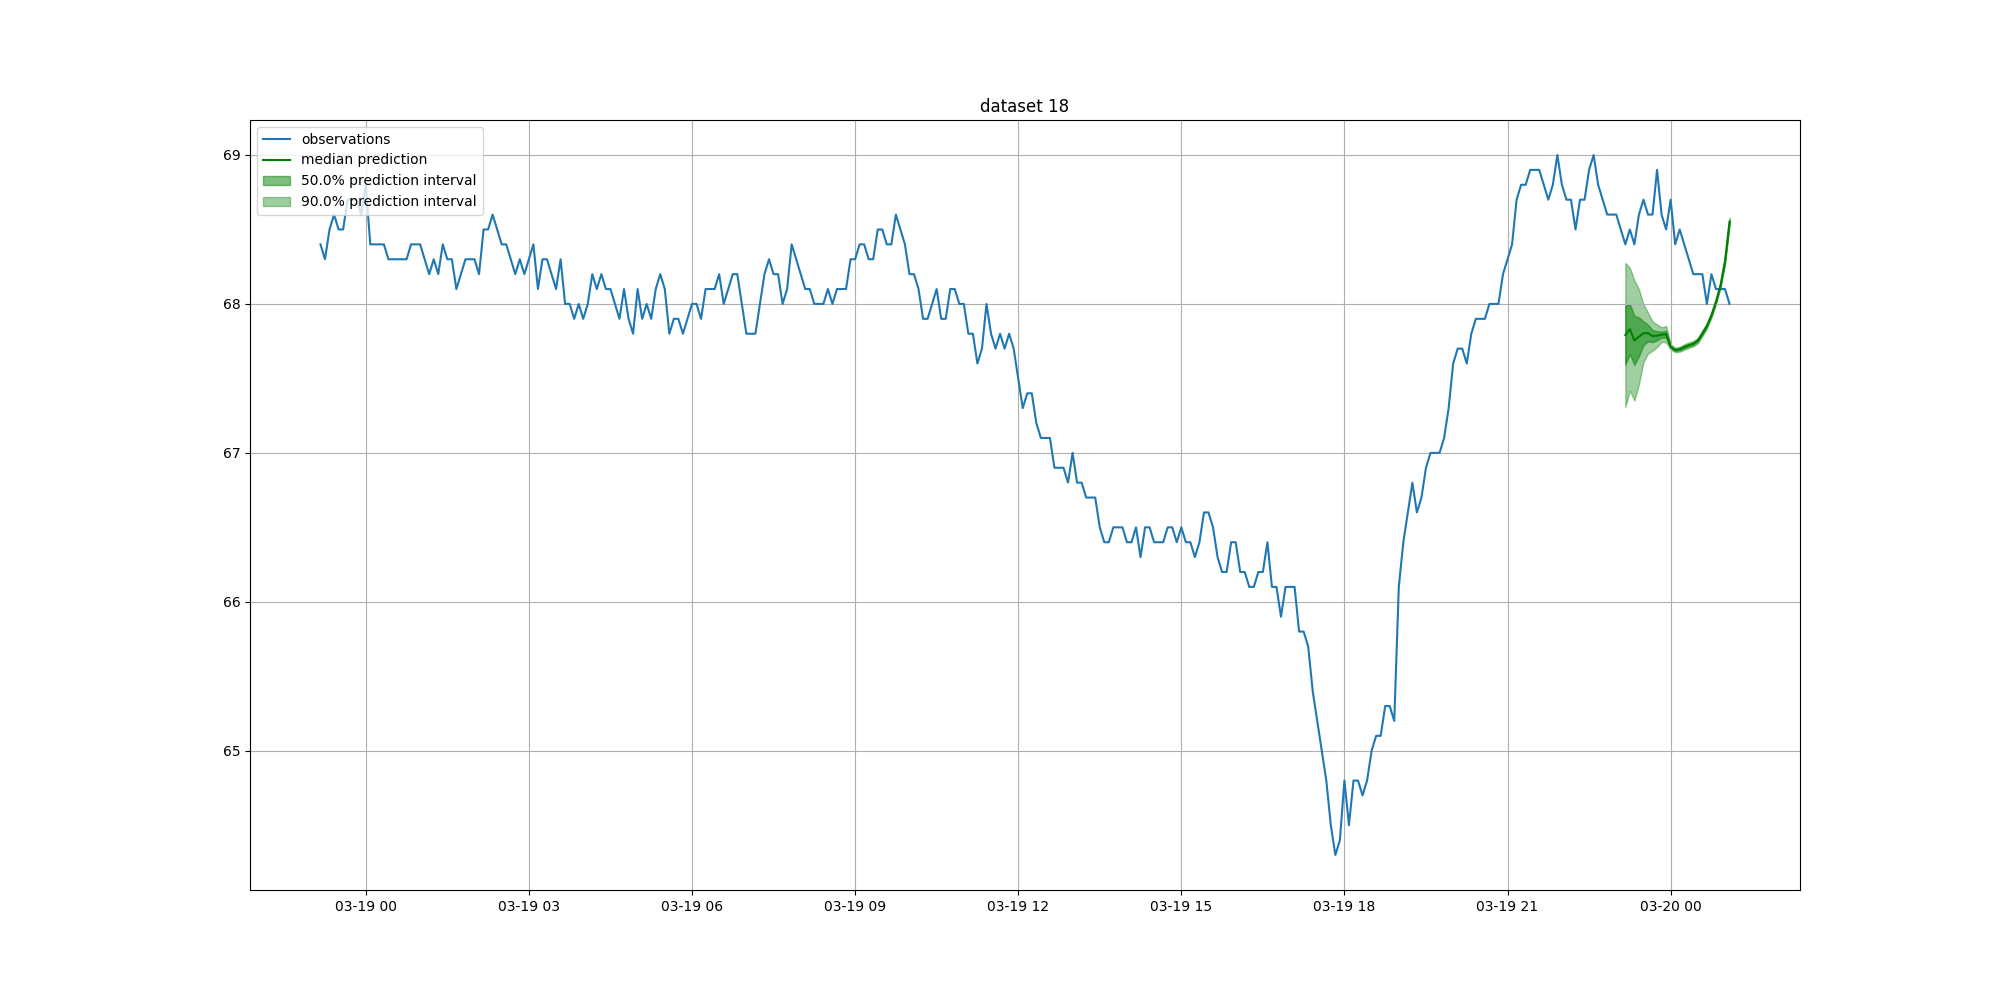 dataset 18
observations
median prediction
50.0% prediction interval
90.0% prediction interval
69
68
67
66
65
03-19 00
03-19 03
03-19 06
03-19 09
03-19 12
03-19 15
03-19 18
03-19 21
03-20 00